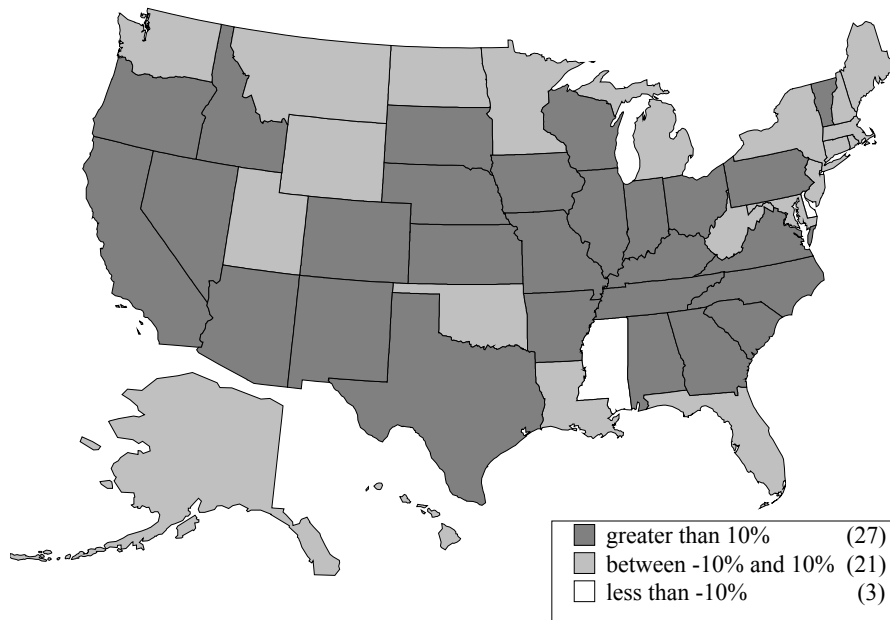 greater than 10% (27)
between -10% and 10% (21)
less than -10% (3)